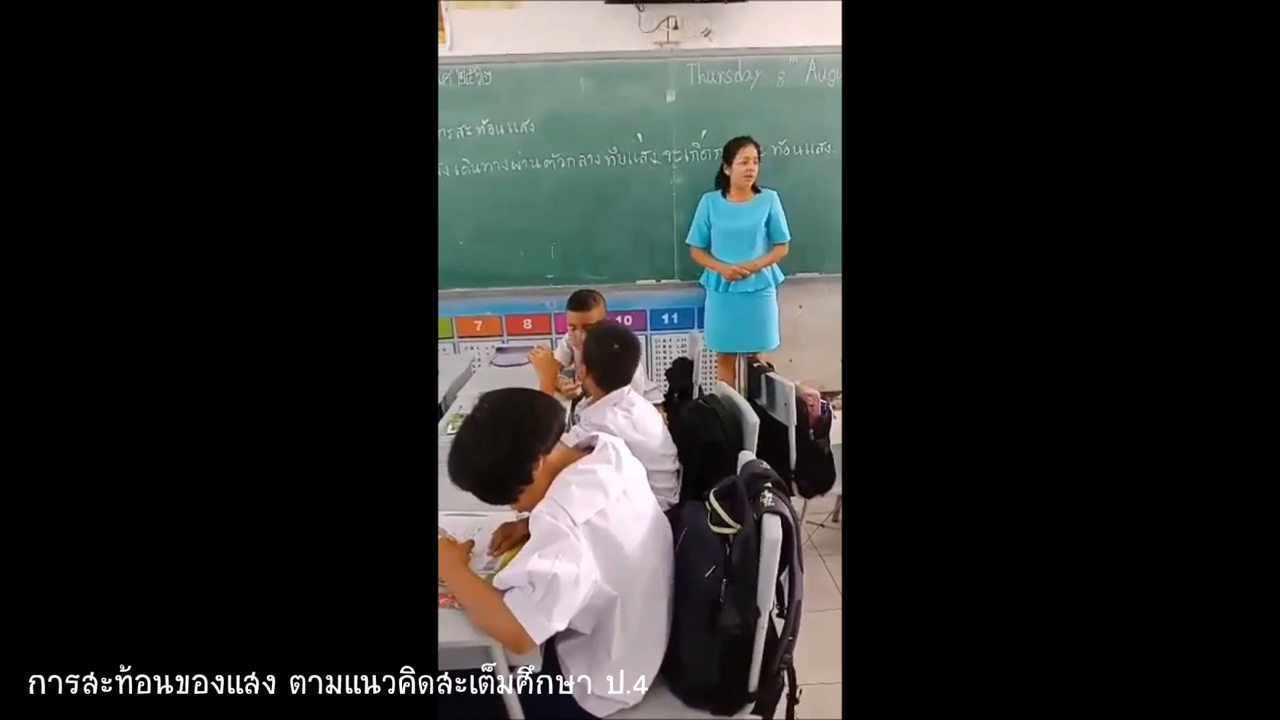 ๒๕๖๒ Thursday 8th Augu
การสะท้อนแสง
เดินทางผ่านตัวกลางทึบแสง จะเกิด ท้อนแสง.
7 8 10 11
การสะท้อนของแสง ตามแนวคิดสะเต็มศึกษา ป.4